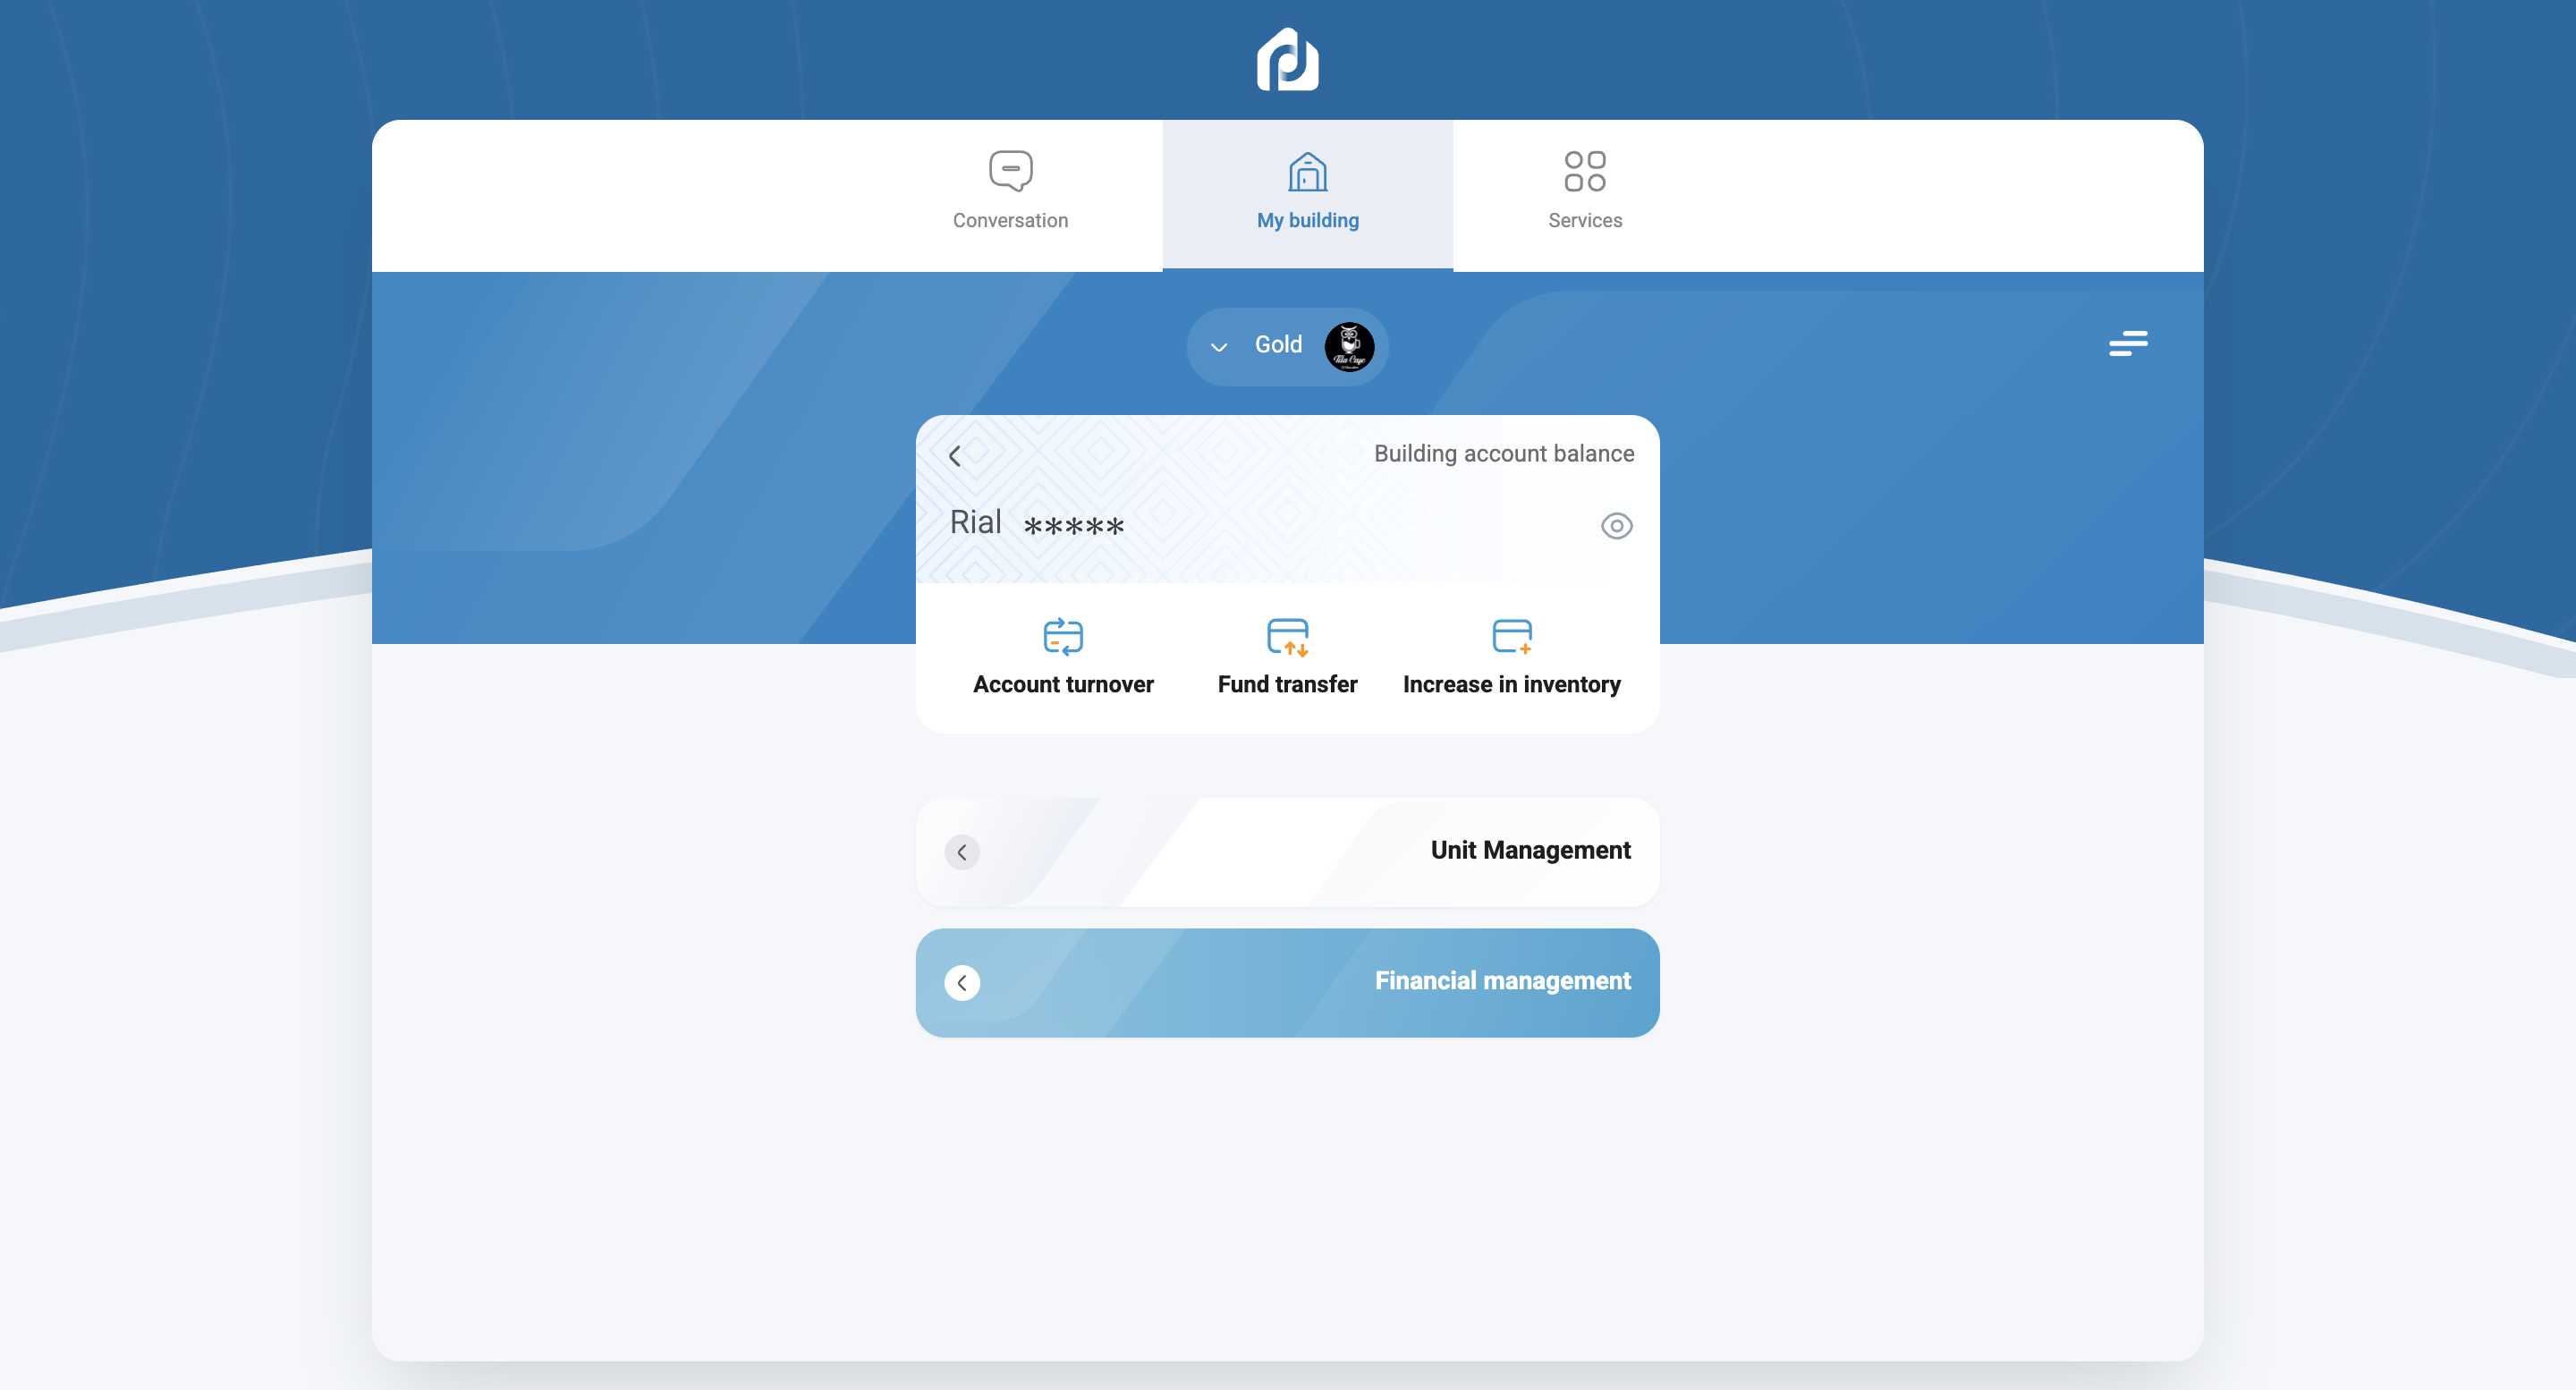 Conversation
My building
Services
Gold
Building account balance
Rial *****
Account turnover
Fund transfer
Increase in inventory
Unit Management
Financial management